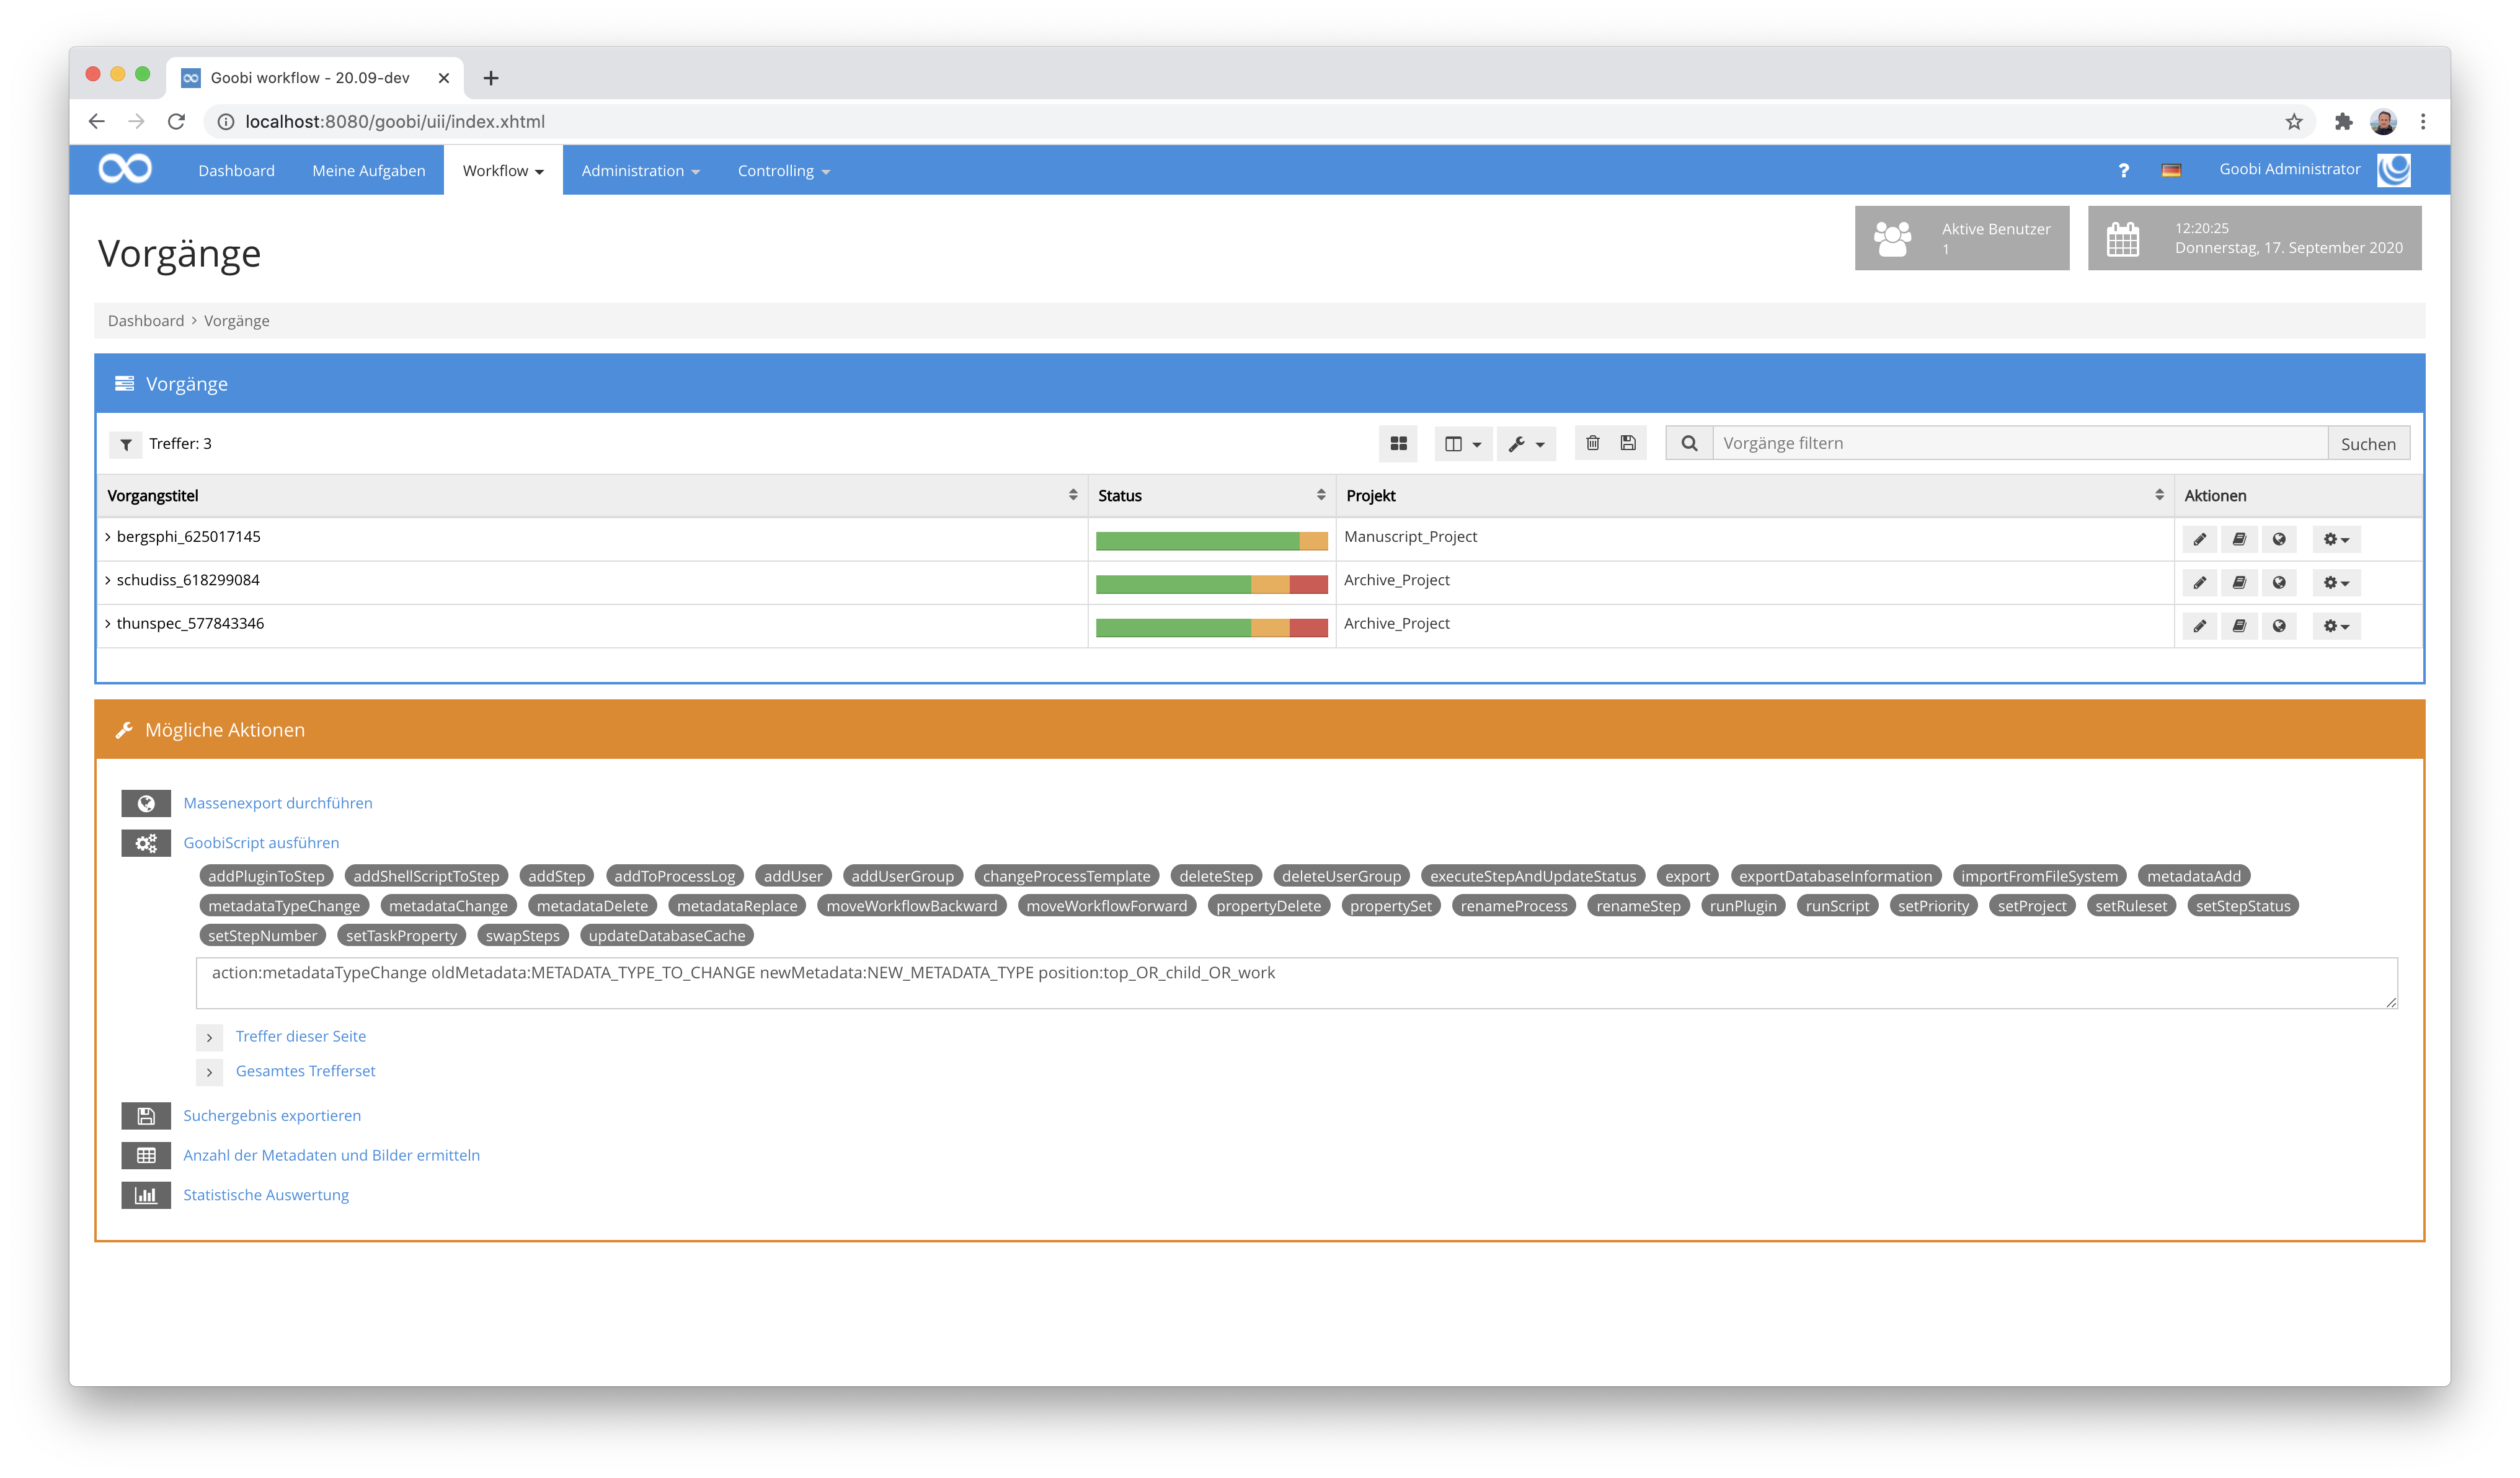 Goobi workflow - 20.09-dev
localhost:8080/goobi/uii/index.xhtml
Dashboard Meine Aufgaben Workflow Administration Controlling ? Goobi Administrator
Vorgänge
Aktive Benutzer
1
12:20:25
Donnerstag, 17. September 2020
Dashboard > Vorgänge
Vorgänge
Treffer: 3 Vorgänge filtern Suchen
Vorgangstitel Status Projekt Aktionen
bergsphi_625017145 Manuscript_Project
schudiss_618299084 Archive_Project
thunspec_577843346 Archive_Project
Mögliche Aktionen
Massenexport durchführen
GoobiScript ausführen
addPluginToStep addShellScriptToStep addStep addToProcessLog addUser addUserGroup changeProcessTemplate deleteStep deleteUserGroup executeStepAndUpdateStatus export exportDatabaseInformation importFromFileSystem metadataAdd
metadataTypeChange metadataChange metadataDelete metadataReplace moveWorkflowBackward moveWorkflowForward propertyDelete propertySet renameProcess renameStep runPlugin runScript setPriority setProject setRuleset setStepStatus
setStepNumber setTaskProperty swapSteps updateDatabaseCache
action:metadataTypeChange oldMetadata:METADATA_TYPE_TO_CHANGE newMetadata:NEW_METADATA_TYPE position:top_OR_child_OR_work
Treffer dieser Seite
Gesamtes Trefferset
Suchergebnis exportieren
Anzahl der Metadaten und Bilder ermitteln
Statistische Auswertung